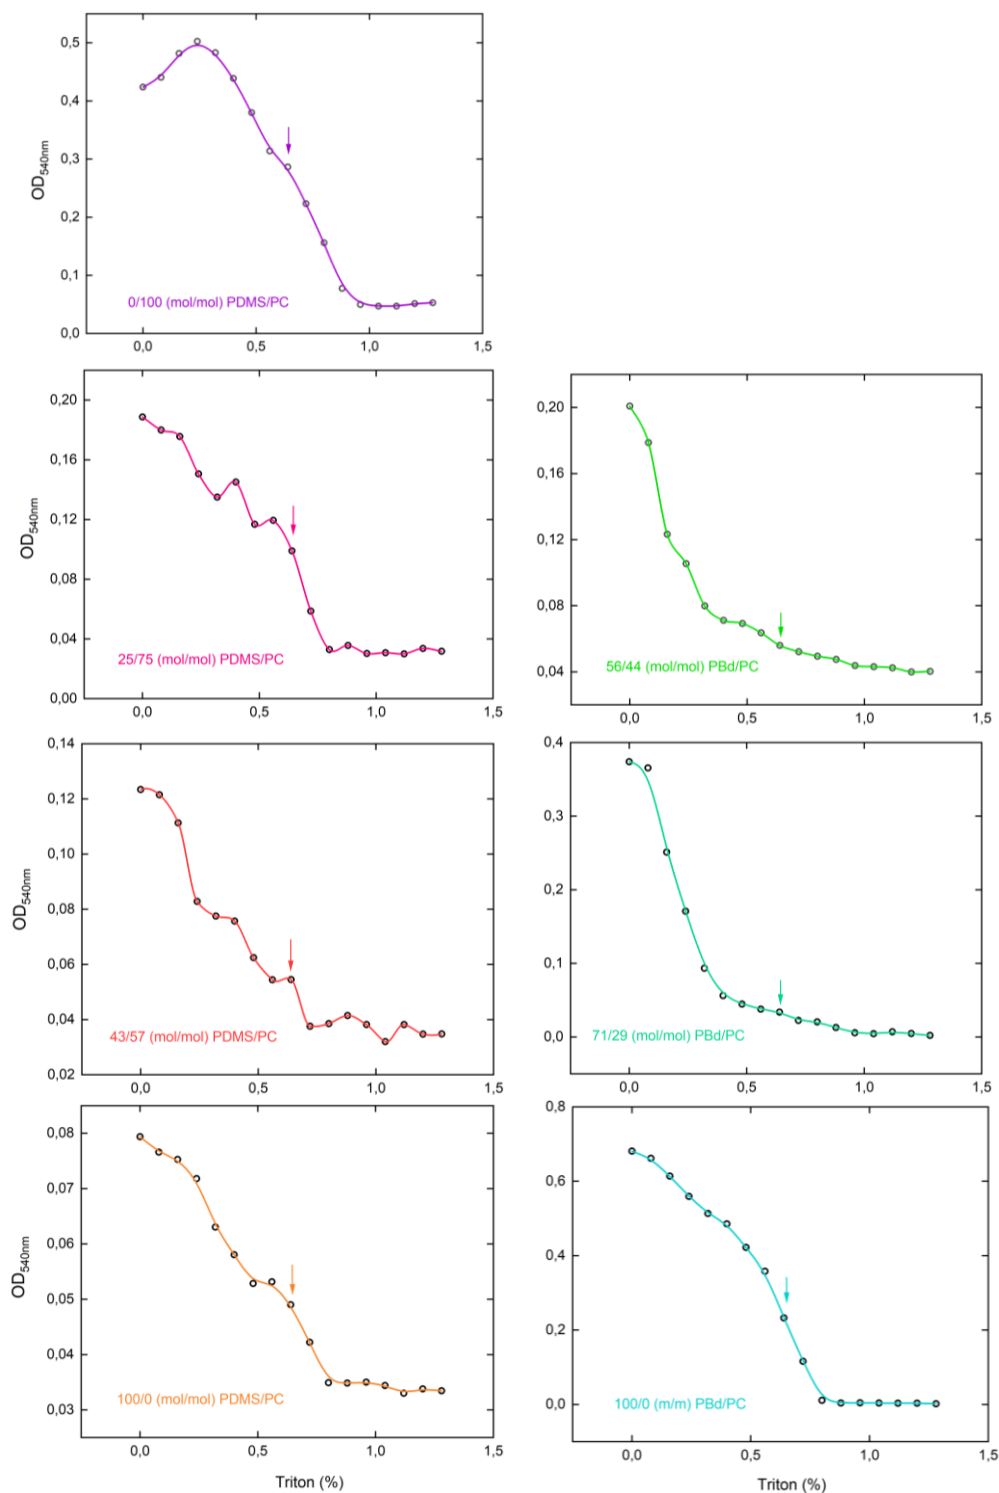 0,5
0,4
0,3
0,2
0,1
0,0
OD540nm
0/100 (mol/mol) PDMS/PC
0,0 0,5 1,0 1,5
0,20
0,16
0,12
0,08
0,04
0,00
OD540nm
25/75 (mol/mol) PDMS/PC
0,0 0,5 1,0 1,5
0,20
0,16
0,12
0,08
0,04
56/44 (mol/mol) PBd/PC
0,0 0,5 1,0 1,5
0,14
0,12
0,10
0,08
0,06
0,04
0,02
OD540nm
43/57 (mol/mol) PDMS/PC
0,0 0,5 1,0 1,5
0,4
0,3
0,2
0,1
0,0
71/29 (mol/mol) PBd/PC
0,0 0,5 1,0 1,5
0,08
0,07
0,06
0,05
0,04
0,03
OD540nm
100/0 (mol/mol) PDMS/PC
0,0 0,5 1,0 1,5
Triton (%)
0,8
0,6
0,4
0,2
0,0
100/0 (m/m) PBd/PC
0,0 0,5 1,0 1,5
Triton (%)